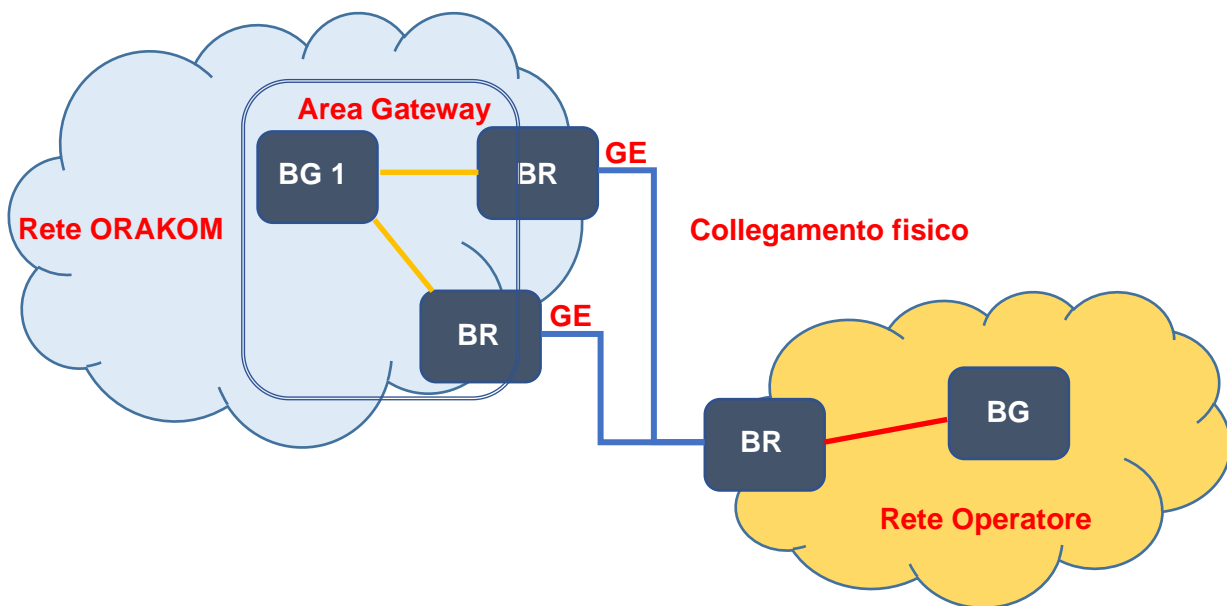 Area Gateway
BG 1
BR
GE
Rete ORAKOM
Collegamento fisico
BR
GE
BR
BG
Rete Operatore